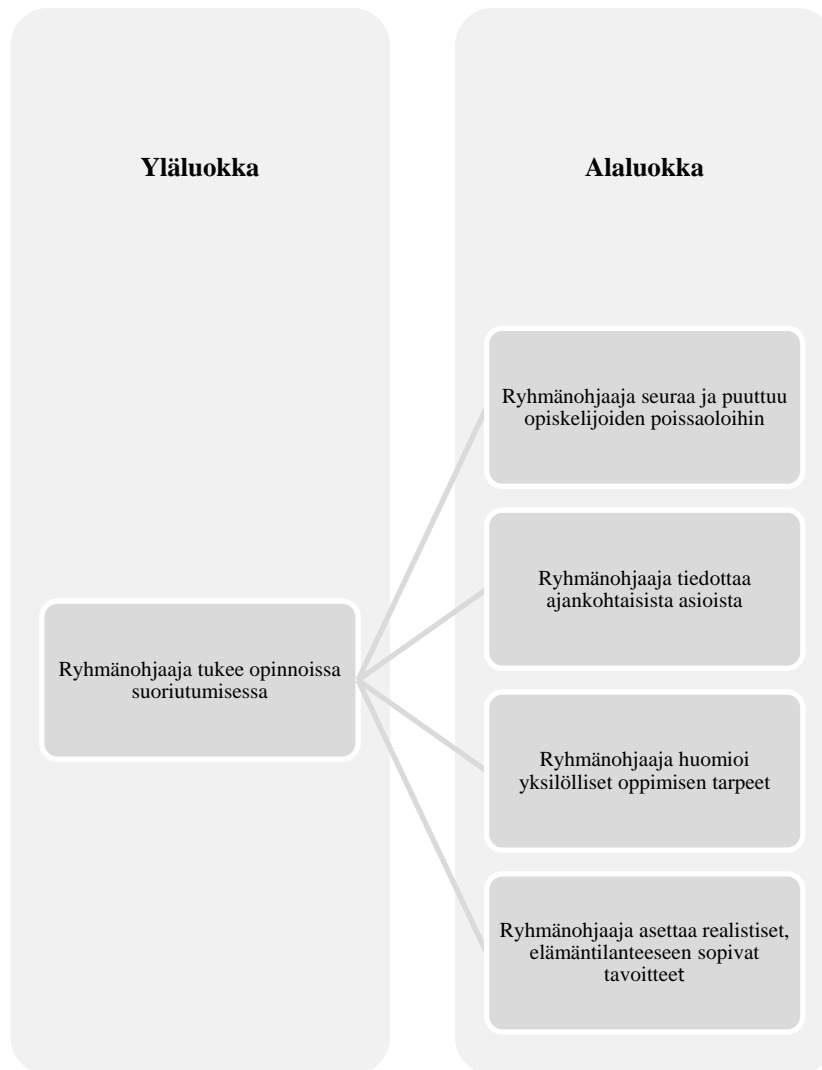 Yläluokka
Alaluokka
Ryhmänohjaaja tukee opinnoissa
suoriutumisessa
Ryhmänohjaaja seuraa ja puuttuu
opiskelijoiden poissaoloihin
Ryhmänohjaaja tiedottaa
ajankohtaisista asioista
Ryhmänohjaaja huomioi
yksilölliset oppimisen tarpeet
Ryhmänohjaaja asettaa realistiset,
elämäntilanteeseen sopivat
tavoitteet